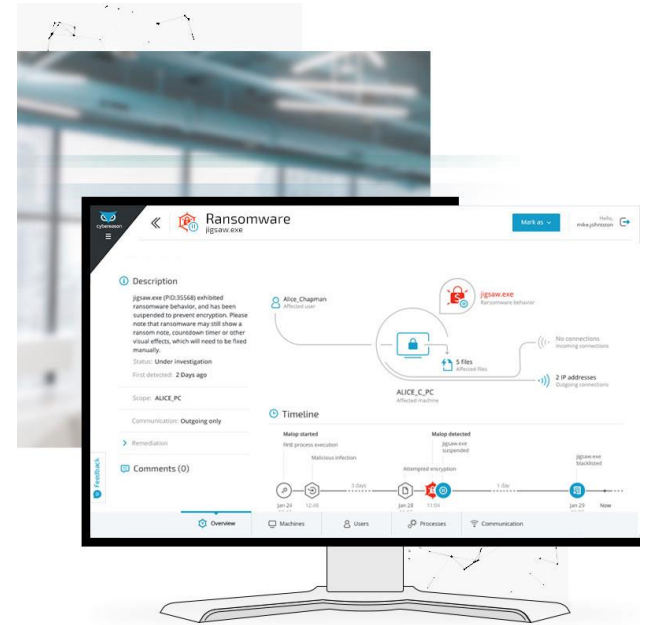 cybereason
Ransomware
jigsaw.exe
Mark as
Hello,
mike.johnsson
Description
jigsaw.exe (PID:35568) exhibited
ransomware behavior, and has been
suspended to prevent encryption. Please
note that ransomware may still show a
ransom note, countdown timer or other
visual effects, which will need to be fixed
manually.
Status: Under investigation
First detected: 2 Days ago
Scope: ALICE_PC
Communication: Outgoing only
Remediation
Comments (0)
Feedback
Alice_Chapman
Affected user
jigsaw.exe
Ransomware behavior
5 files
Affected files
No connections
Incoming connections
2 IP addresses
Outgoing connections
ALICE_C_PC
Affected machine
Timeline
Malop started
First process execution
Malicious infection
Malop detected
jigsaw.exe
suspended
Attempted encryption
jigsaw.exe
blacklisted
3 days
1 day
Jan 24
12:46
Jan 28
11:04
Jan 29
Now
Overview
Machines
Users
Processes
Communication